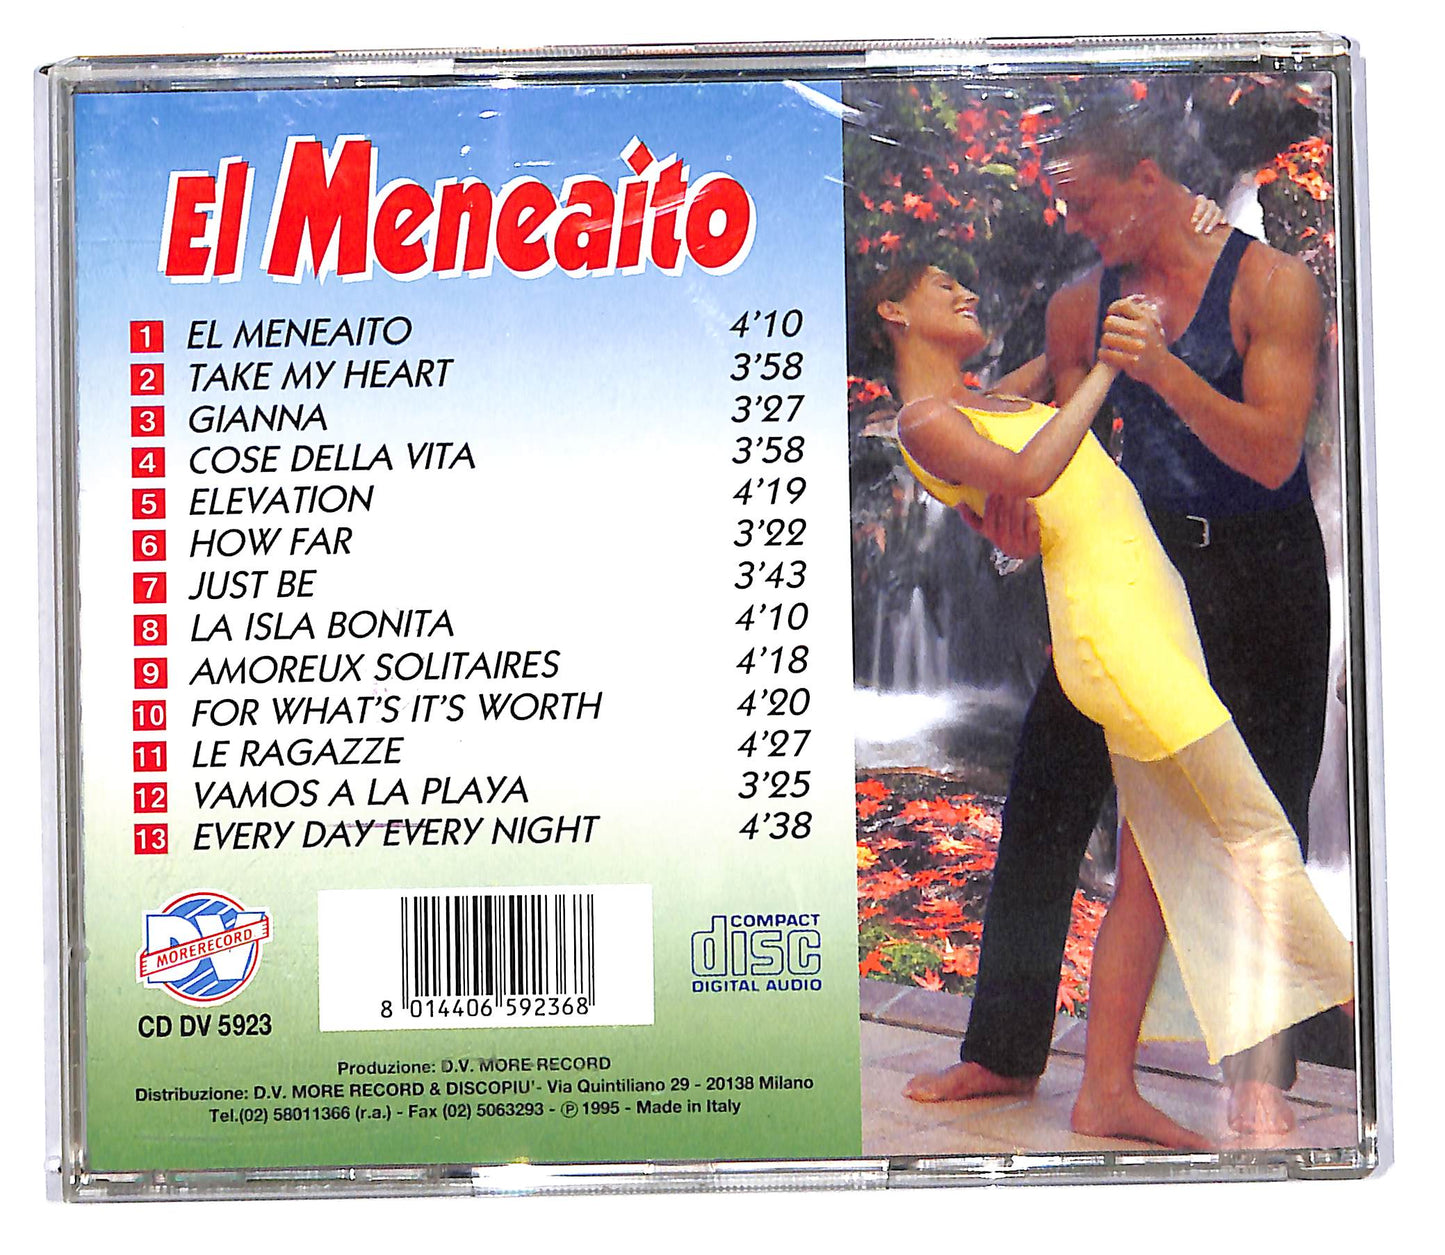 El Meneaito
1 EL MENEAITO 4'10
2 TAKE MY HEART 3'58
3 GIANNA 3'27
4 COSE DELLA VITA 3'58
5 ELEVATION 4'19
6 HOW FAR 3'22
7 JUST BE 3'43
8 LA ISLA BONITA 4'10
9 AMOREUX SOLITAIRES 4'18
10 FOR WHAT'S IT'S WORTH 4'20
11 LE RAGAZZE 4'27
12 VAMOS A LA PLAYA 3'25
13 EVERY DAY EVERY NIGHT 4'38
DV
MORERECORD
CD DV 5923
8 014406 592368
COMPACT
disc
DIGITAL AUDIO
Produzione: D.V. MORE RECORD
Distribuzione: D.V. MORE RECORD & DISCOPIU'- Via Quintiliano 29 - 20138 Milano
Tel.(02) 58011366 (r.a.) - Fax (02) 5063293 - ℗ 1995 - Made in Italy